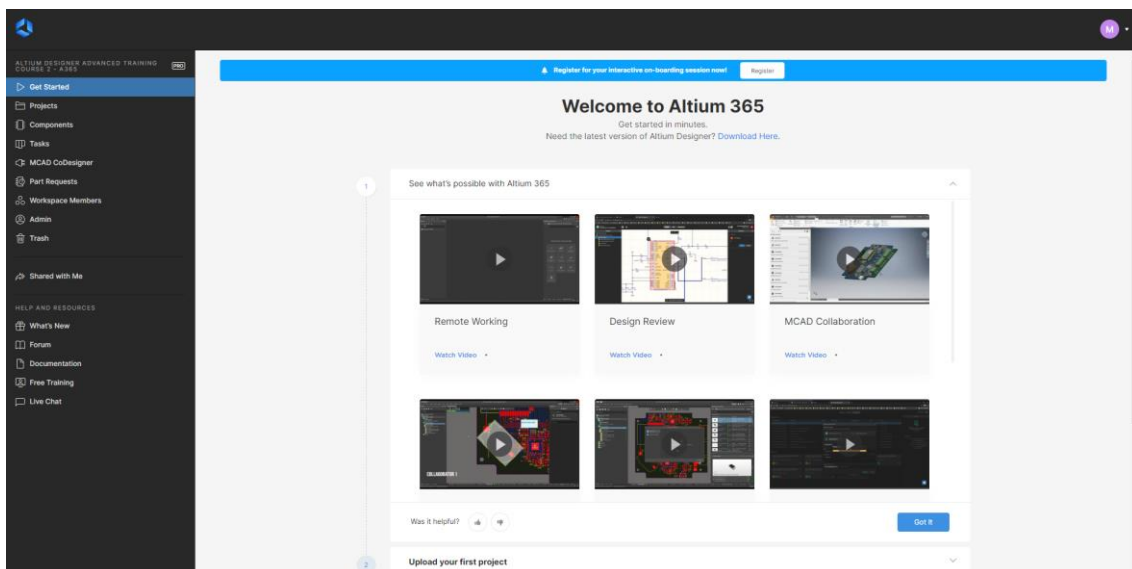 M
ALTIUM DESIGNER ADVANCED TRAINING
COURSE 2 - A365
PRO
Get Started
Projects
Components
Tasks
MCAD CoDesigner
Part Requests
Workspace Members
Admin
Trash
Shared with Me
HELP AND RESOURCES
What's New
Forum
Documentation
Free Training
Live Chat
Register for your interactive on-boarding session now!
Register
Welcome to Altium 365
Get started in minutes.
Need the latest version of Altium Designer? Download Here.
1
See what's possible with Altium 365
Remote Working
Design Review
MCAD Collaboration
Watch Video
Watch Video
Watch Video
COLLABORATOR 1
Was it helpful?
Got It
2
Upload your first project